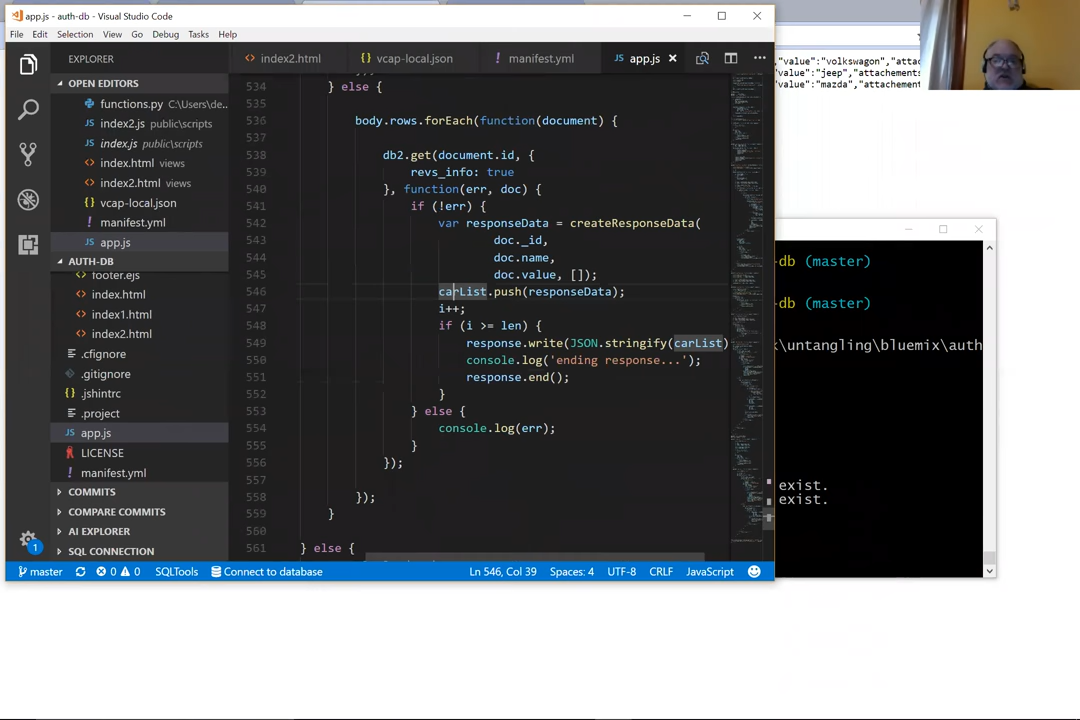 app.js - auth-db - Visual Studio Code
File Edit Selection View Go Debug Tasks Help
EXPLORER
OPEN EDITORS
functions.py C:\Users\de...
index2.js public\scripts
index.js public\scripts
index.html views
index2.html views
vcap-local.json
manifest.yml
app.js
AUTH-DB
footer.ejs
index.html
index1.html
index2.html
.cfignore
.gitignore
.jshintrc
.project
app.js
LICENSE
manifest.yml
COMMITS
COMPARE COMMITS
AI EXPLORER
SQL CONNECTION
1
index2.html vcap-local.json manifest.yml app.js
534 } else {
535
536 body.rows.forEach(function(document) {
537
538 db2.get(document.id, {
539 revs_info: true
540 }, function(err, doc) {
541 if (!err) {
542 var responseData = createResponseData(
543 doc._id,
544 doc.name,
545 doc.value, []);
546 carList.push(responseData);
547 i++;
548 if (i >= len) {
549 response.write(JSON.stringify(carList)
550 console.log('ending response...');
551 response.end();
552 }
553 } else {
554 console.log(err);
555 }
556 });
557
558 });
559 }
560
561 } else {
master 0 0 SQLTools Connect to database Ln 546, Col 39 Spaces: 4 UTF-8 CRLF JavaScript
"value":"volkswagon","attac
"value":"jeep","attachements
"value":"mazda","attachement
-db (master)
-db (master)
\untangling\bluemix\auth
exist.
exist.